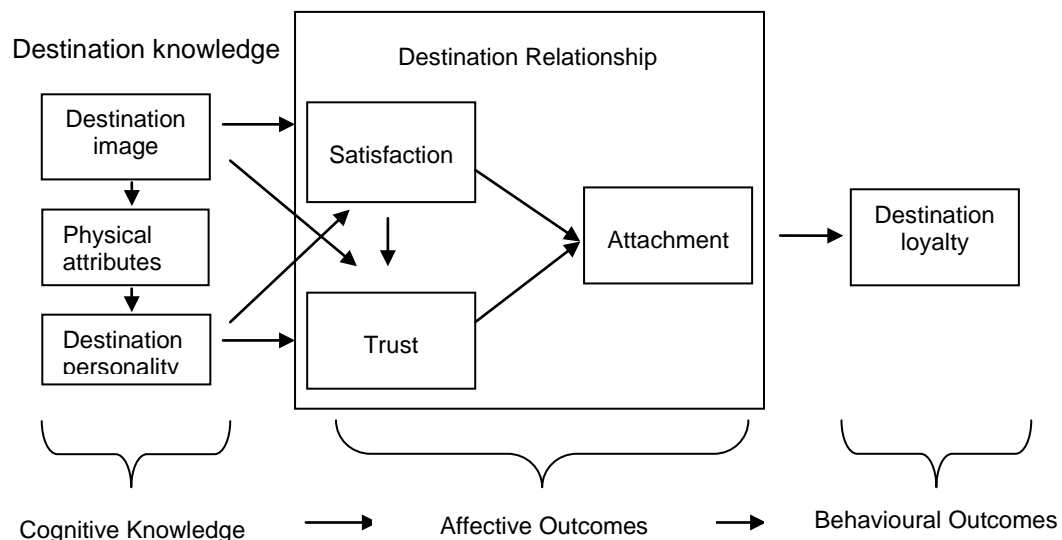 Destination knowledge
Destination
image
Physical
attributes
Destination
personality
Destination Relationship
Satisfaction
Trust
Attachment
Destination
loyalty
Cognitive Knowledge
Affective Outcomes
Behavioural Outcomes